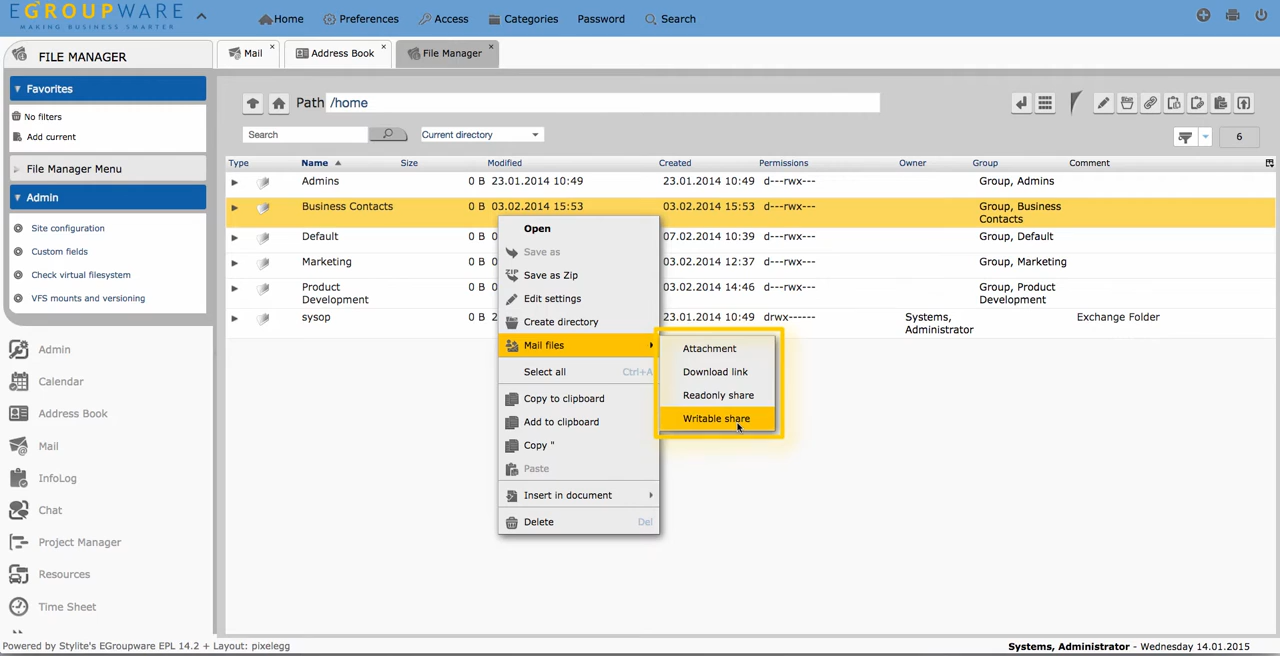 EGROUPWARE
MAKING BUSINESS SMARTER
Home
Preferences
Access
Categories
Password
Search
FILE MANAGER
Mail
Address Book
File Manager
Favorites
No filters
Add current
File Manager Menu
Admin
Site configuration
Custom fields
Check virtual filesystem
VFS mounts and versioning
Admin
Calendar
Address Book
Mail
InfoLog
Chat
Project Manager
Resources
Time Sheet
Path /home
Search
Current directory
6
Type Name Size Modified Created Permissions Owner Group Comment
Admins 0 B 23.01.2014 10:49 23.01.2014 10:49 d---rwx--- Group, Admins
Business Contacts 0 B 03.02.2014 15:53 03.02.2014 15:53 d---rwx--- Group, Business
Contacts
Default 0 B 0 07.02.2014 10:39 d---rwx--- Group, Default
Marketing 0 B 0 03.02.2014 12:37 d---rwx--- Group, Marketing
Product 0 B 0 03.02.2014 14:46 d---rwx--- Group, Product
Development Development
sysop 0 B 2 23.01.2014 10:49 drwx------ Systems, Exchange Folder
Administrator
Open
Save as
ZIP Save as Zip
Edit settings
Create directory
Mail files
Select all Ctrl+A
Copy to clipboard
Add to clipboard
Copy "
Paste
Insert in document
Delete Del
Attachment
Download link
Readonly share
Writable share
Powered by Stylite's EGroupware EPL 14.2 + Layout: pixelegg
Systems, Administrator - Wednesday 14.01.2015